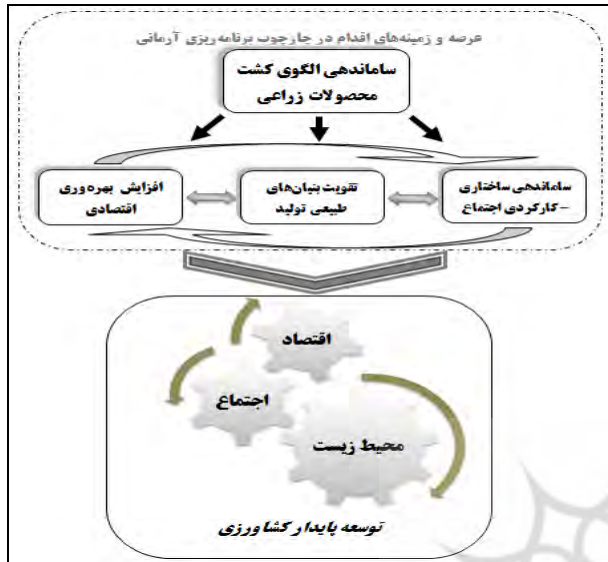 عرصه و زمینه‌های اقدام در چارچوب برنامه‌ریزی آرمانی
ساماندهی الگوی کشت
محصولات زراعی
ساماندهی ساختاری
– کارکردی اجتماع
تقویت بنیان‌های
طبیعی تولید
افزایش بهره‌وری
اقتصادی
اقتصاد
اجتماع
محیط زیست
توسعه پایدار کشاورزی